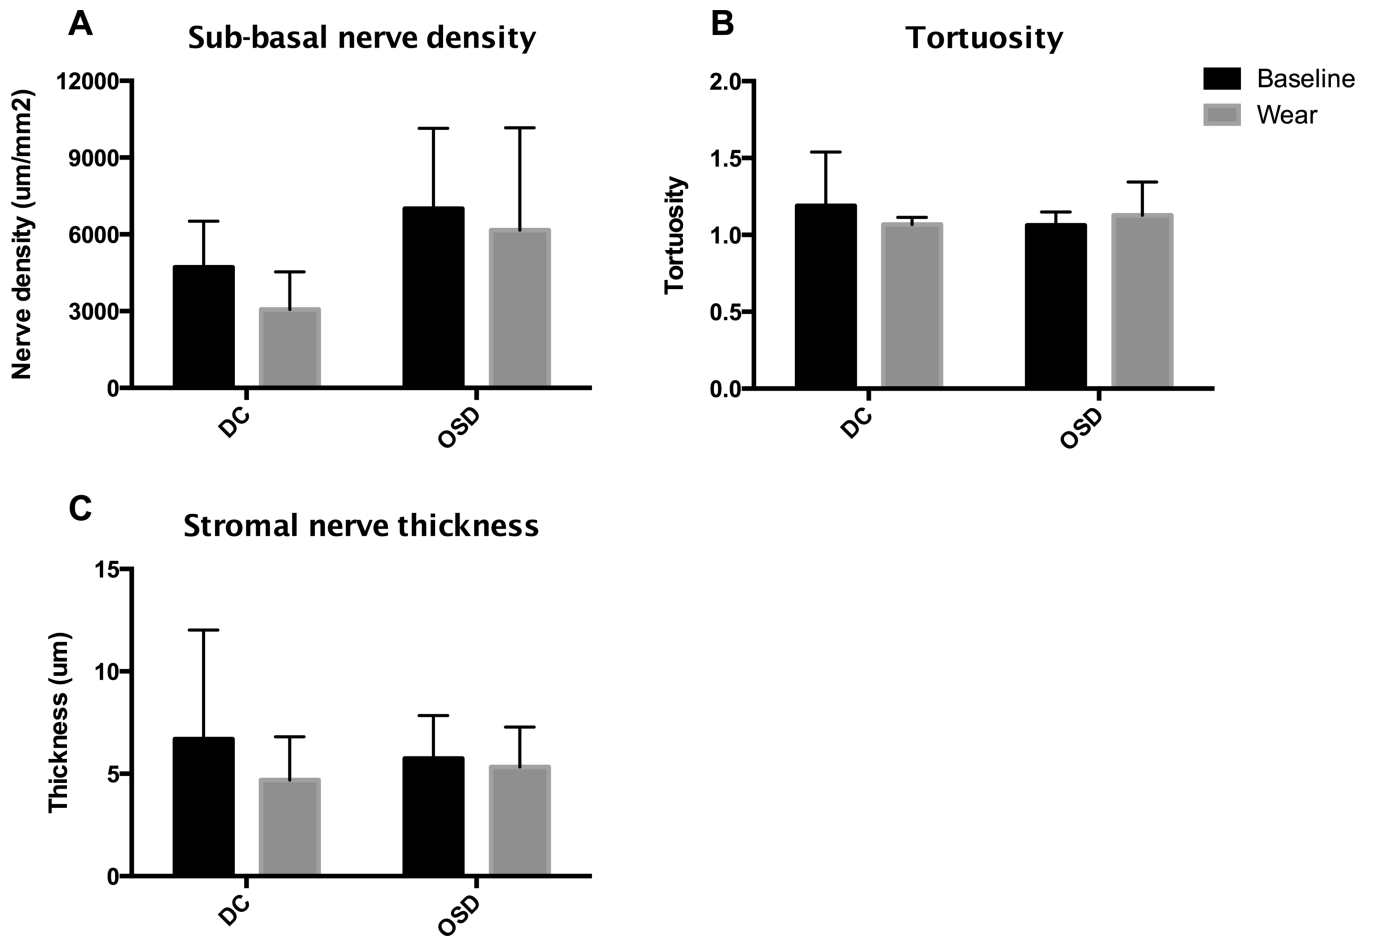 A
Sub-basal nerve density
Nerve density (um/mm2)
12000
9000
6000
3000
0
DC
OSD
B
Tortuosity
Tortuosity
2.0
1.5
1.0
0.5
0.0
DC
OSD
Baseline
Wear
C
Stromal nerve thickness
Thickness (um)
15
10
5
0
DC
OSD